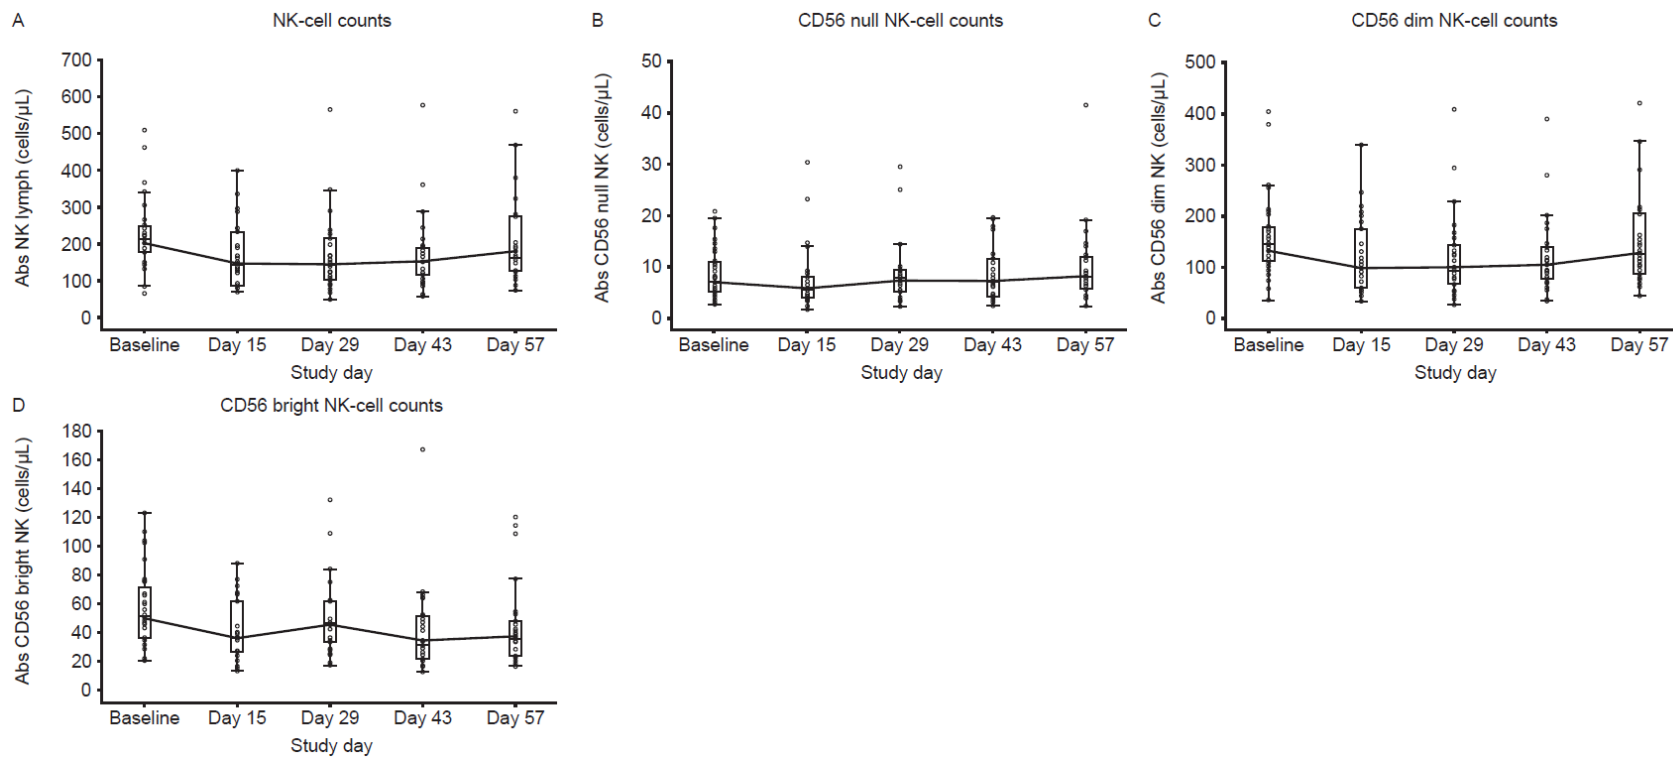 A
NK-cell counts
Abs NK lymph (cells/µL)
700
600
500
400
300
200
100
0
Baseline Day 15 Day 29 Day 43 Day 57
Study day
B
CD56 null NK-cell counts
Abs CD56 null NK (cells/µL)
50
40
30
20
10
0
Baseline Day 15 Day 29 Day 43 Day 57
Study day
C
CD56 dim NK-cell counts
Abs CD56 dim NK (cells/µL)
500
400
300
200
100
0
Baseline Day 15 Day 29 Day 43 Day 57
Study day
D
CD56 bright NK-cell counts
Abs CD56 bright NK (cells/µL)
180
160
140
120
100
80
60
40
20
0
Baseline Day 15 Day 29 Day 43 Day 57
Study day